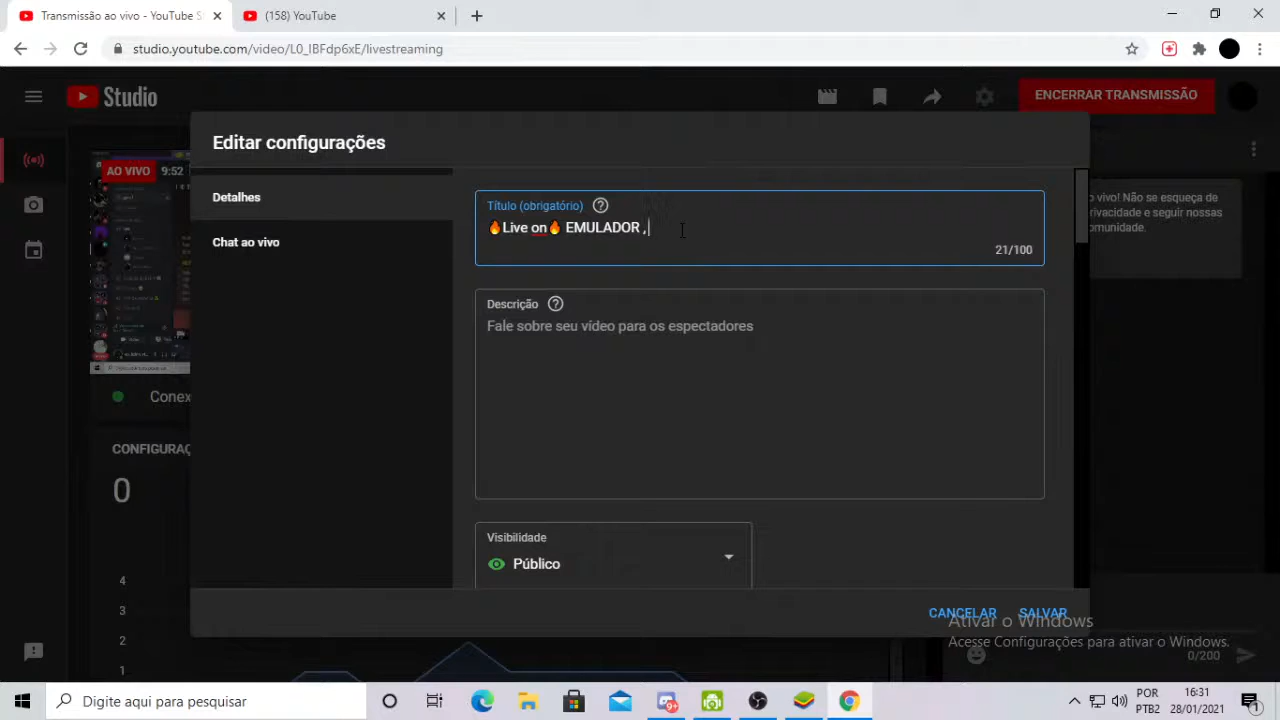 Transmissão ao vivo - YouTube S
(158) YouTube
studio.youtube.com/video/L0_IBFdp6xE/livestreaming
Studio
ENCERRAR TRANSMISSÃO
Editar configurações
AO VIVO 9:52
Detalhes
Chat ao vivo
Título (obrigatório)
🔥Live on🔥 EMULADOR ,
21/100
Descrição
Fale sobre seu vídeo para os espectadores
Visibilidade
Público
vivo! Não se esqueça de
rivacidade e seguir nossas
omunidade.
Conex
CONFIGURAÇ
0
4
3
2
1
CANCELAR SALVAR
Ativar o Windows
Acesse Configurações para ativar o Windows.
0/200
Digite aqui para pesquisar
POR
PTB2
16:31
28/01/2021